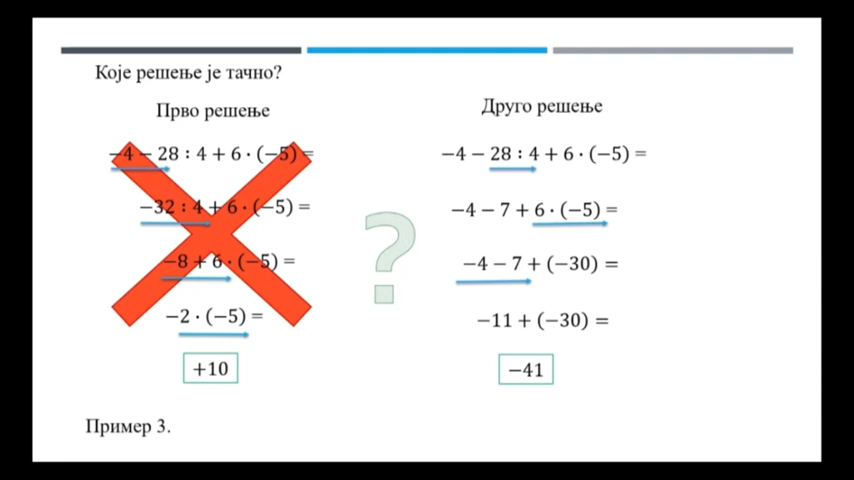 Које решење је тачно?
Прво решење
−4 − 28 : 4 + 6 · (−5) =
−32 : 4 + 6 · (−5) =
−8 + 6 · (−5) =
−2 · (−5) =
+10
?
Друго решење
−4 − 28 : 4 + 6 · (−5) =
−4 − 7 + 6 · (−5) =
−4 − 7 + (−30) =
−11 + (−30) =
−41
Пример 3.